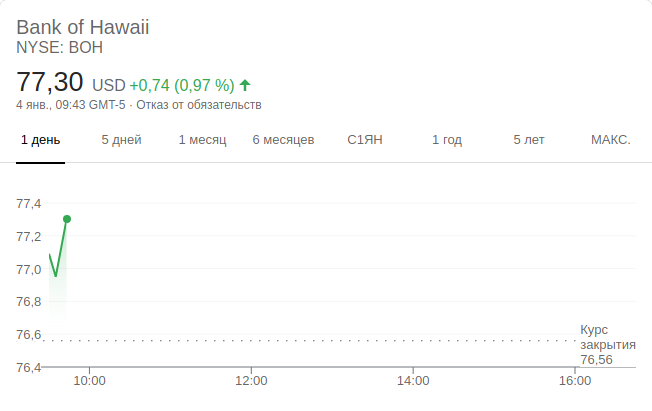 Bank of Hawaii
NYSE: BOH
77,30 USD +0,74 (0,97 %)
4 янв., 09:43 GMT-5 · Отказ от обязательств
1 день 5 дней 1 месяц 6 месяцев С1ЯН 1 год 5 лет МАКС.
77,4
77,2
77,0
76,8
76,6
76,4
Курс
закрытия
76,56
10:00 12:00 14:00 16:00